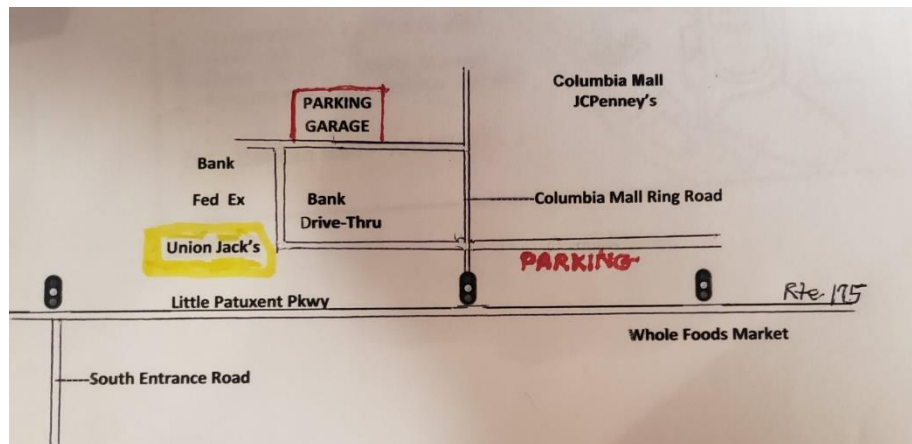 Columbia Mall
JCPenney's
PARKING
GARAGE
Bank
Fed Ex
Bank
Drive-Thru
Columbia Mall Ring Road
Union Jack's
PARKING
Little Patuxent Pkwy
Rte 175
Whole Foods Market
South Entrance Road